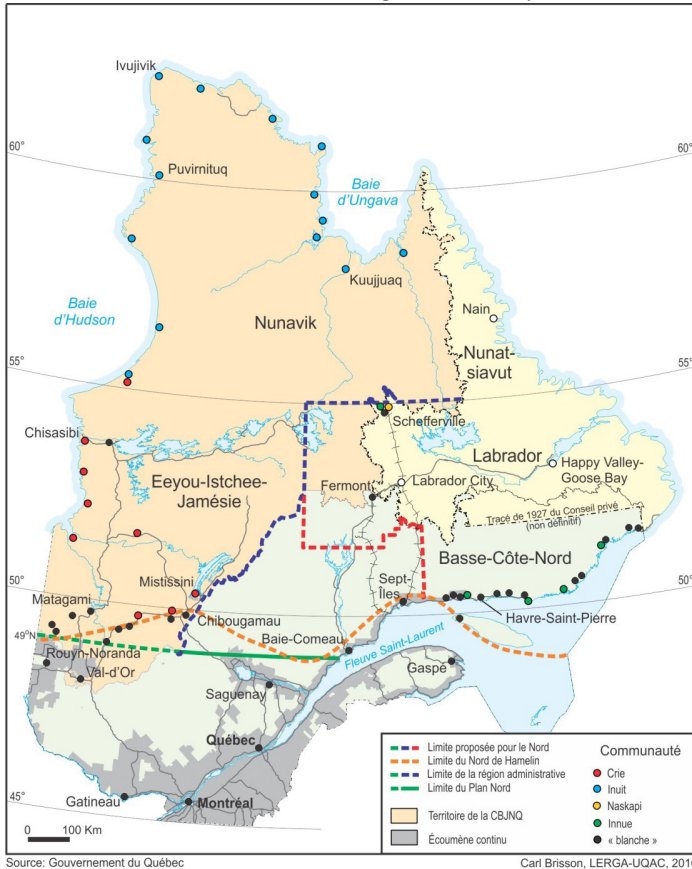 Ivujivik
60°
60°
Puvirnituq
Baie
d'Ungava
Kuujjuaq
Baie
d'Hudson
Nunavik
Nain
Nunat-
siavut
55°
55°
Chisasibi
Schefferville
Labrador
Eeyou-Istchee-
Jamésie
Fermont
Labrador City
Happy Valley-
Goose Bay
Tracé de 1927 du Conseil privé
(non définitif)
Basse-Côte-Nord
Mistissini
50°
50°
Sept-
Îles
Matagami
Chibougamau
Havre-Saint-Pierre
49°N
Baie-Comeau
Rouyn-Noranda
Fleuve Saint-Laurent
Val-d'Or
Gaspé
Saguenay
Québec
45°
Gatineau
Montréal
0 100 Km
Limite proposée pour le Nord
Limite du Nord de Hamelin
Limite de la région administrative
Limite du Plan Nord
Territoire de la CBJNQ
Écoumène continu
Communauté
Crie
Inuit
Naskapi
Innue
« blanche »
Source: Gouvernement du Québec